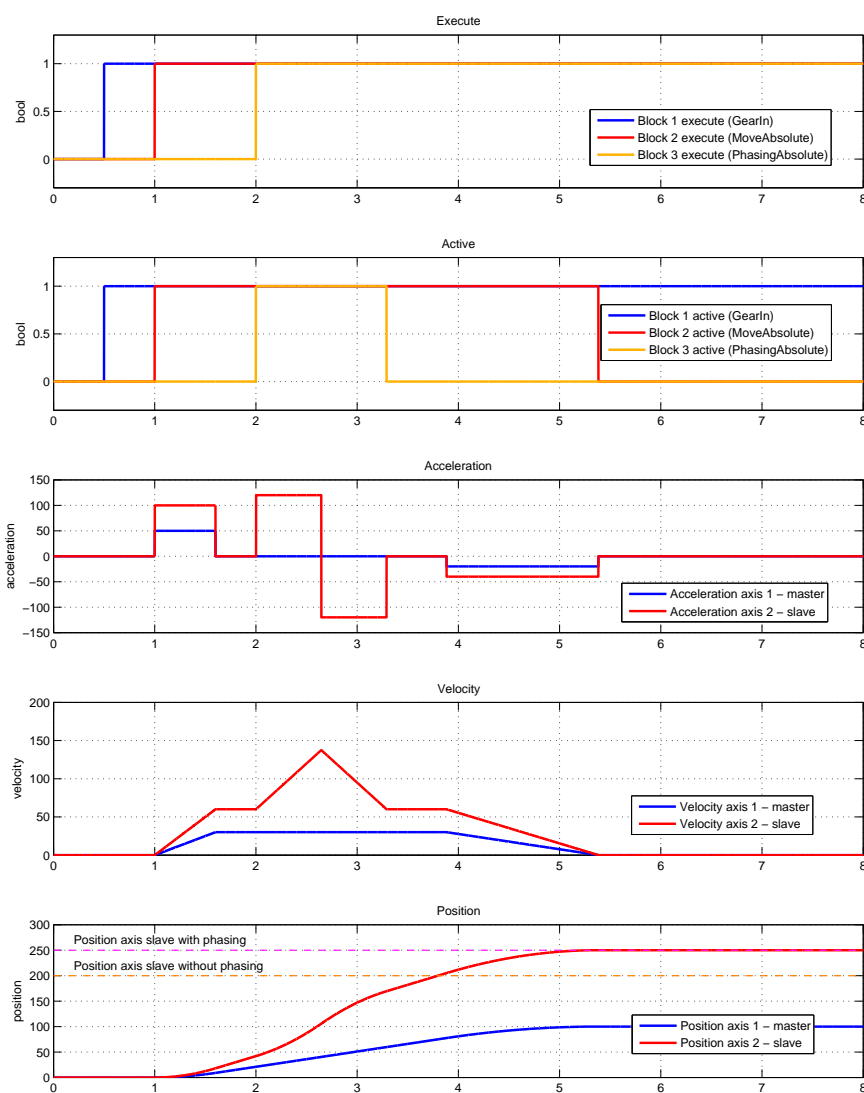 Execute
1
0.5
0
bool
Block 1 execute (GearIn)
Block 2 execute (MoveAbsolute)
Block 3 execute (PhasingAbsolute)
0 1 2 3 4 5 6 7 8
Active
1
0.5
0
bool
Block 1 active (GearIn)
Block 2 active (MoveAbsolute)
Block 3 active (PhasingAbsolute)
0 1 2 3 4 5 6 7 8
Acceleration
150
100
50
0
−50
−100
−150
acceleration
Acceleration axis 1 − master
Acceleration axis 2 − slave
0 1 2 3 4 5 6 7 8
Velocity
200
150
100
50
0
velocity
Velocity axis 1 − master
Velocity axis 2 − slave
0 1 2 3 4 5 6 7 8
Position
300
250
200
150
100
50
0
position
Position axis slave with phasing
Position axis slave without phasing
Position axis 1 − master
Position axis 2 − slave
0 1 2 3 4 5 6 7 8